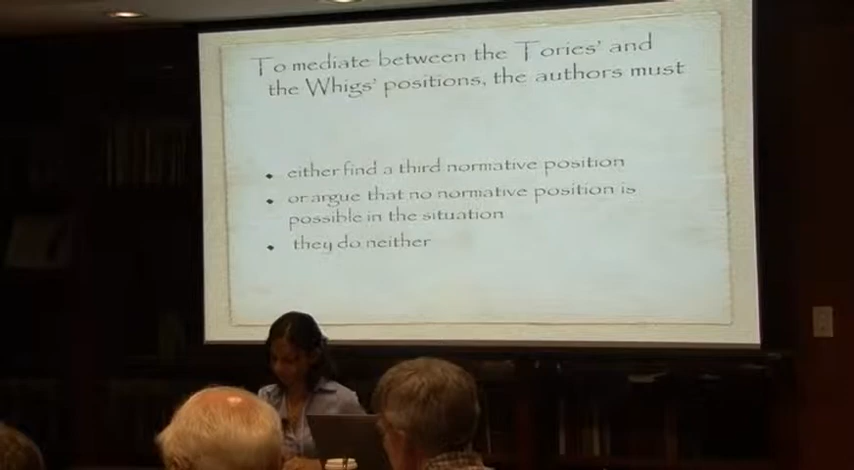 To mediate between the Tories' and
the Whigs' positions, the authors must
• either find a third normative position
• or argue that no normative position is
possible in the situation
• they do neither